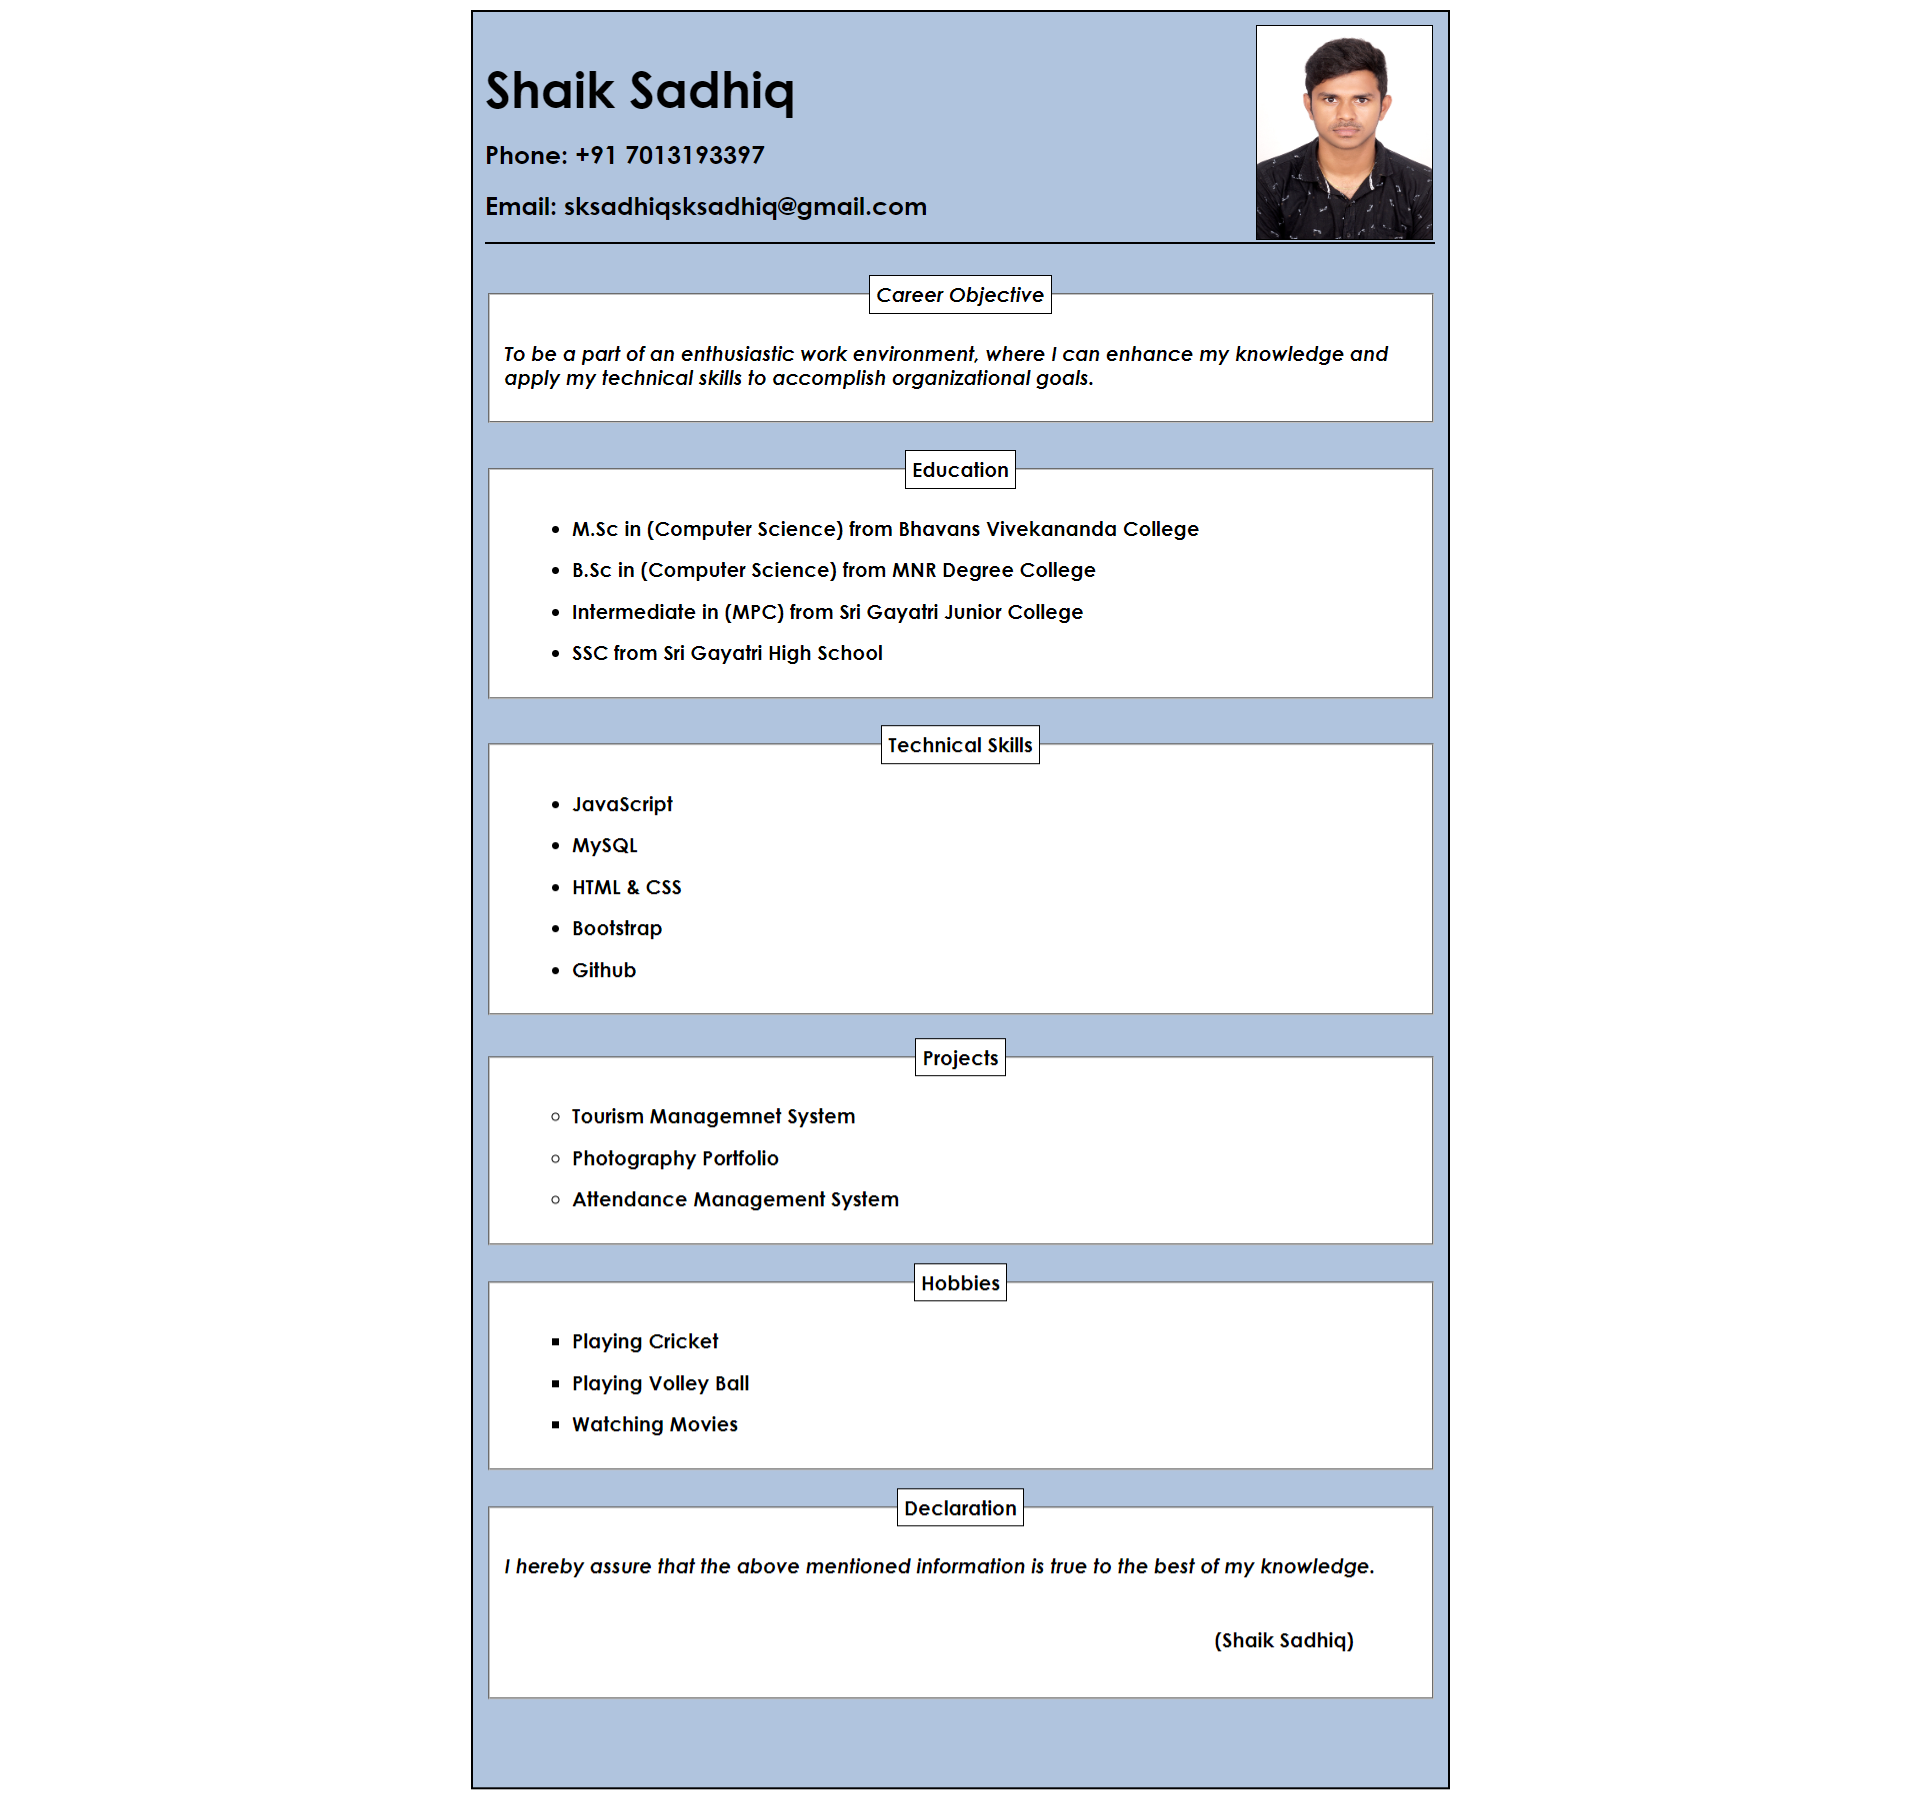 Shaik Sadhiq
Phone: +91 7013193397
Email: sksadhiqsksadhiq@gmail.com
Career Objective
To be a part of an enthusiastic work environment, where I can enhance my knowledge and
apply my technical skills to accomplish organizational goals.
Education
M.Sc in (Computer Science) from Bhavans Vivekananda College
B.Sc in (Computer Science) from MNR Degree College
Intermediate in (MPC) from Sri Gayatri Junior College
SSC from Sri Gayatri High School
Technical Skills
JavaScript
MySQL
HTML & CSS
Bootstrap
Github
Projects
Tourism Managemnet System
Photography Portfolio
Attendance Management System
Hobbies
Playing Cricket
Playing Volley Ball
Watching Movies
Declaration
I hereby assure that the above mentioned information is true to the best of my knowledge.
(Shaik Sadhiq)